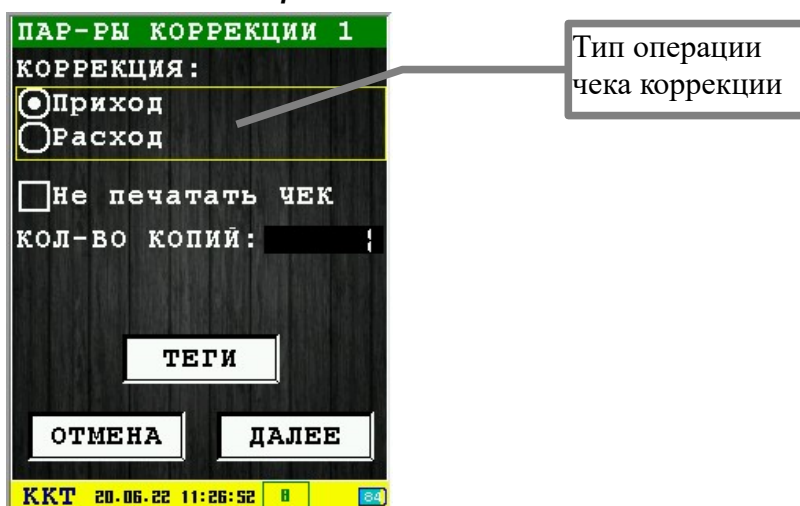 ПАР-РЫ КОРРЕКЦИИ 1
КОРРЕКЦИЯ:
Приход
Расход
Не печатать ЧЕК
КОЛ-ВО КОПИЙ:
ТЕГИ
ОТМЕНА ДАЛЕЕ
ККТ 20.06.22 11:26:52 84
Тип операции
чека коррекции